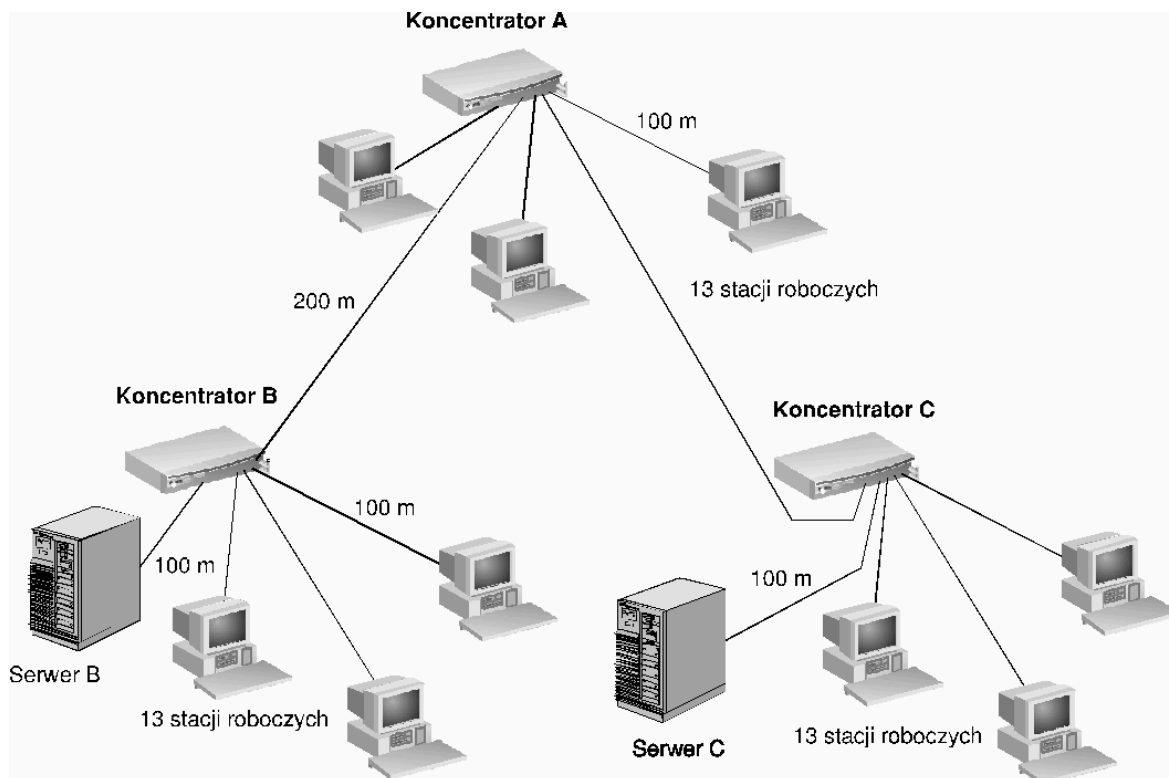 Koncentrator A
100 m
13 stacji roboczych
200 m
Koncentrator B
Koncentrator C
100 m
100 m
100 m
Serwer B
13 stacji roboczych
Serwer C
13 stacji roboczych